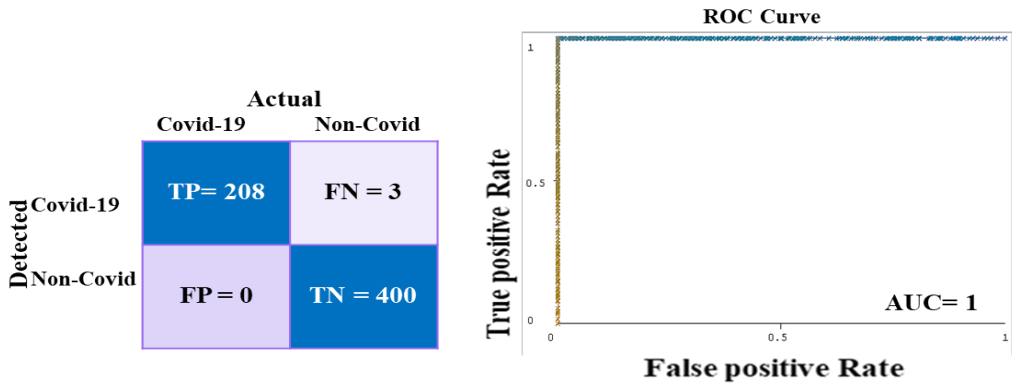 Actual
Covid-19 Non-Covid
Detected
Covid-19
TP= 208 FN = 3
Non-Covid
FP = 0 TN = 400
ROC Curve
True positive Rate
1
0.5
0
AUC= 1
0 0.5 1
False positive Rate